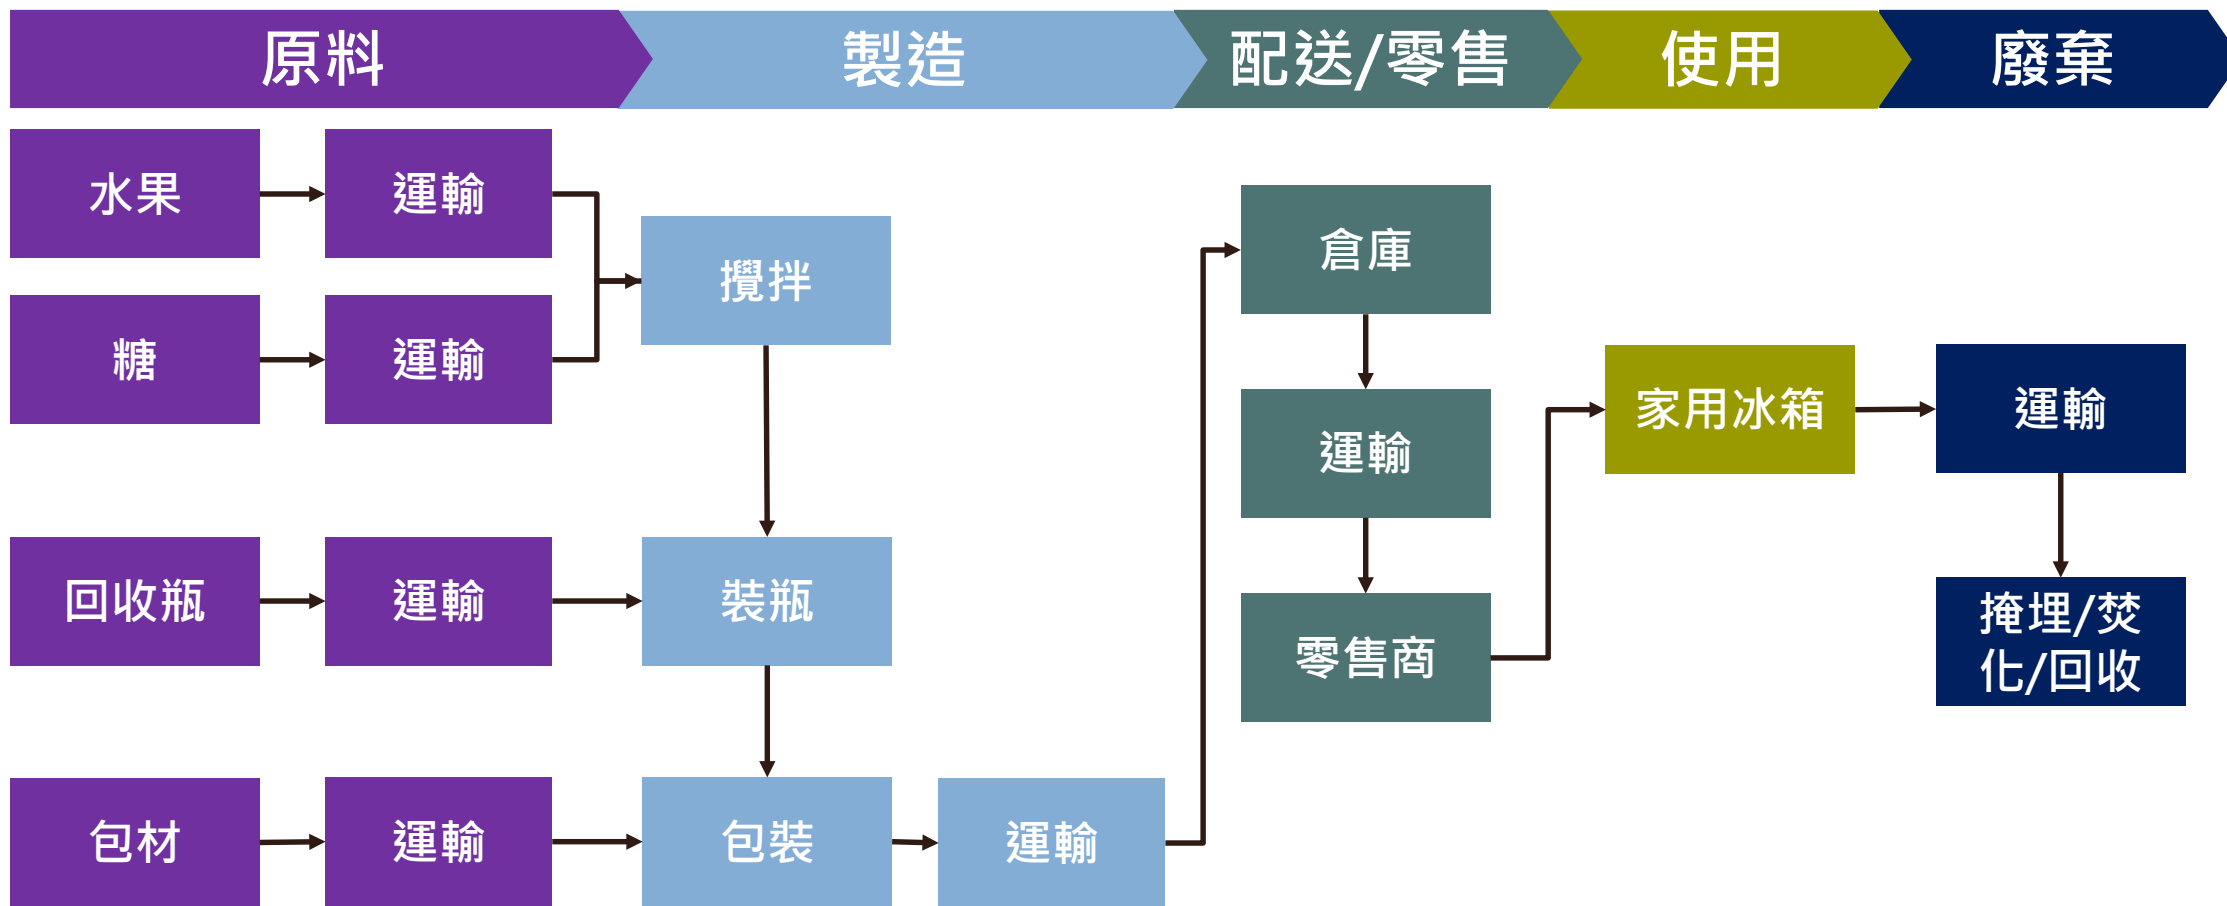 原料
製造
配送/零售
使用
廢棄
水果
運輸
糖
運輸
攪拌
回收瓶
運輸
裝瓶
包材
運輸
包裝
運輸
倉庫
運輸
零售商
家用冰箱
運輸
掩埋/焚
化/回收